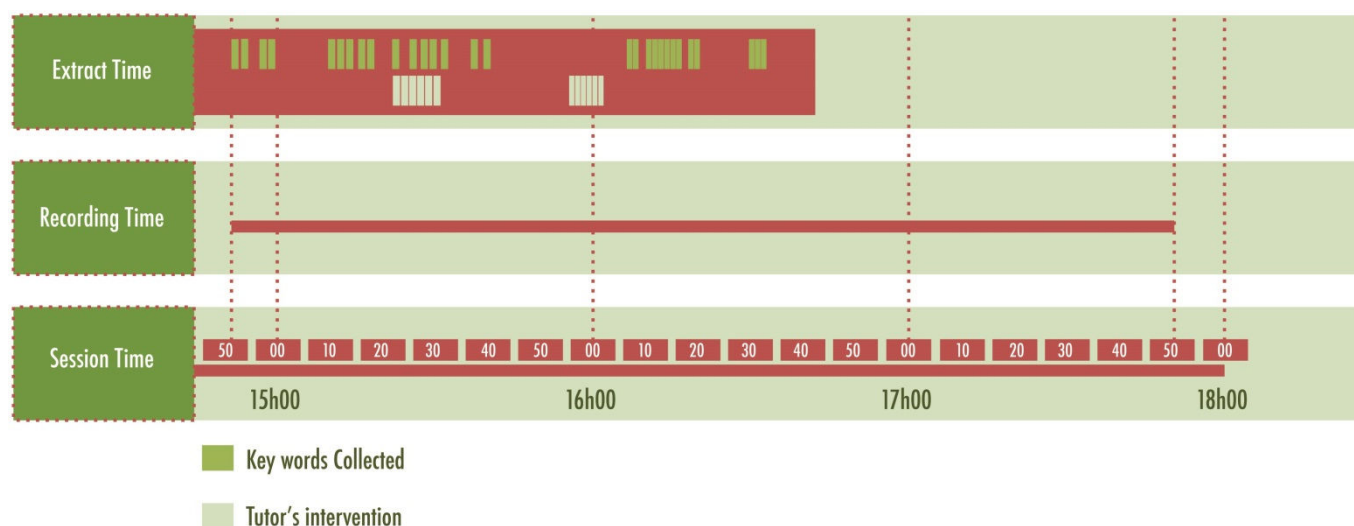 Extract Time
Recording Time
Session Time
50 00 10 20 30 40 50 00 10 20 30 40 50 00 10 20 30 40 50 00
15h00 16h00 17h00 18h00
Key words Collected
Tutor's intervention